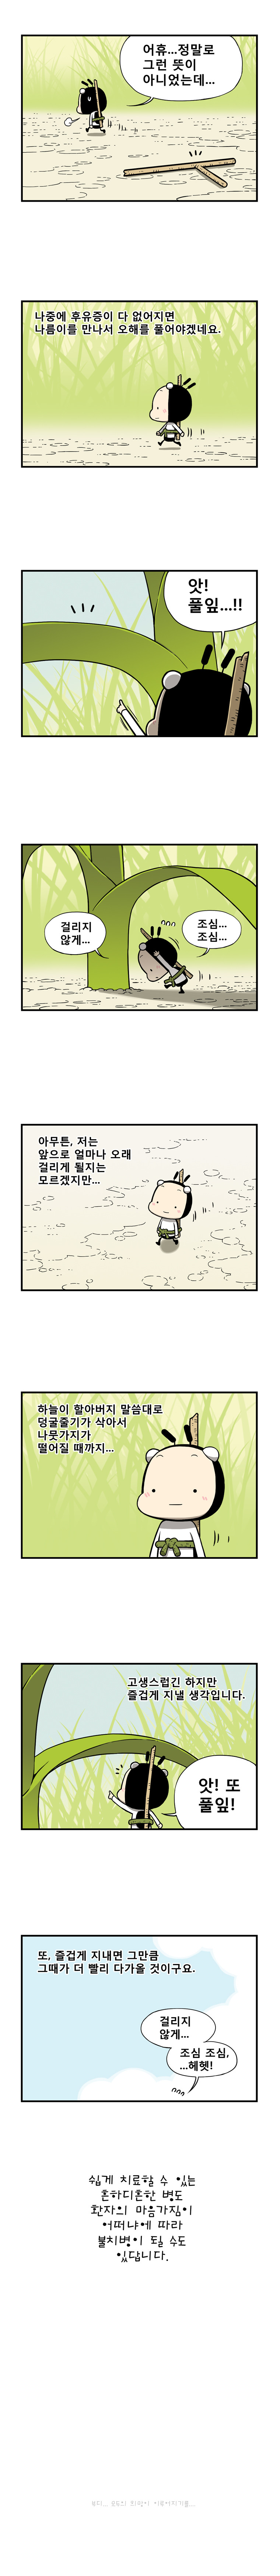 어휴...정말로
그런 뜻이
아니었는데...
나중에 후유증이 다 없어지면
나름이를 만나서 오해를 풀어야겠네요.
앗!
풀잎...!!
걸리지
않게...
조심...
조심...
아무튼, 저는
앞으로 얼마나 오래
걸리게 될지는
모르겠지만...
하늘이 할아버지 말씀대로
덩굴줄기가 삭아서
나뭇가지가
떨어질 때까지...
고생스럽긴 하지만
즐겁게 지낼 생각입니다.
앗! 또
풀잎!
또, 즐겁게 지내면 그만큼
그때가 더 빨리 다가올 것이구요.
걸리지
않게...
조심 조심,
...헤헷!
쉽게 치료할 수 있는
흔하디흔한 병도
환자의 마음가짐이
어떠냐에 따라
불치병이 될 수도
있답니다.